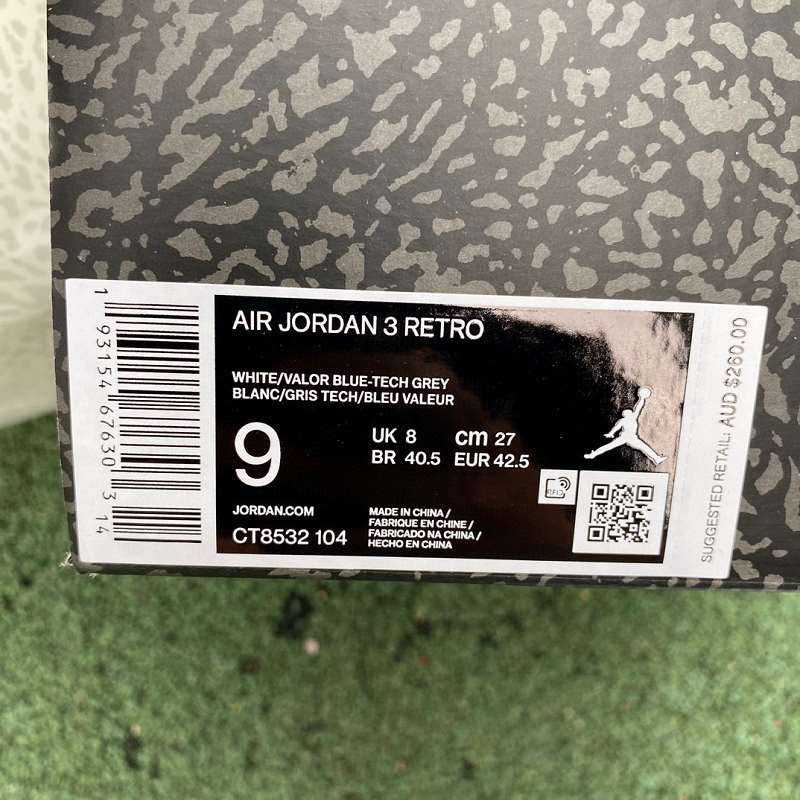 AIR JORDAN 3 RETRO
WHITE/VALOR BLUE-TECH GREY
BLANC/GRIS TECH/BLEU VALEUR
9
UK 8 cm 27
BR 40.5 EUR 42.5
JORDAN.COM
CT8532 104
MADE IN CHINA /
FABRIQUE EN CHINE /
FABRICADO NA CHINA /
HECHO EN CHINA
RFID
1 93154 67630 3 14
SUGGESTED RETAIL: AUD $260.00